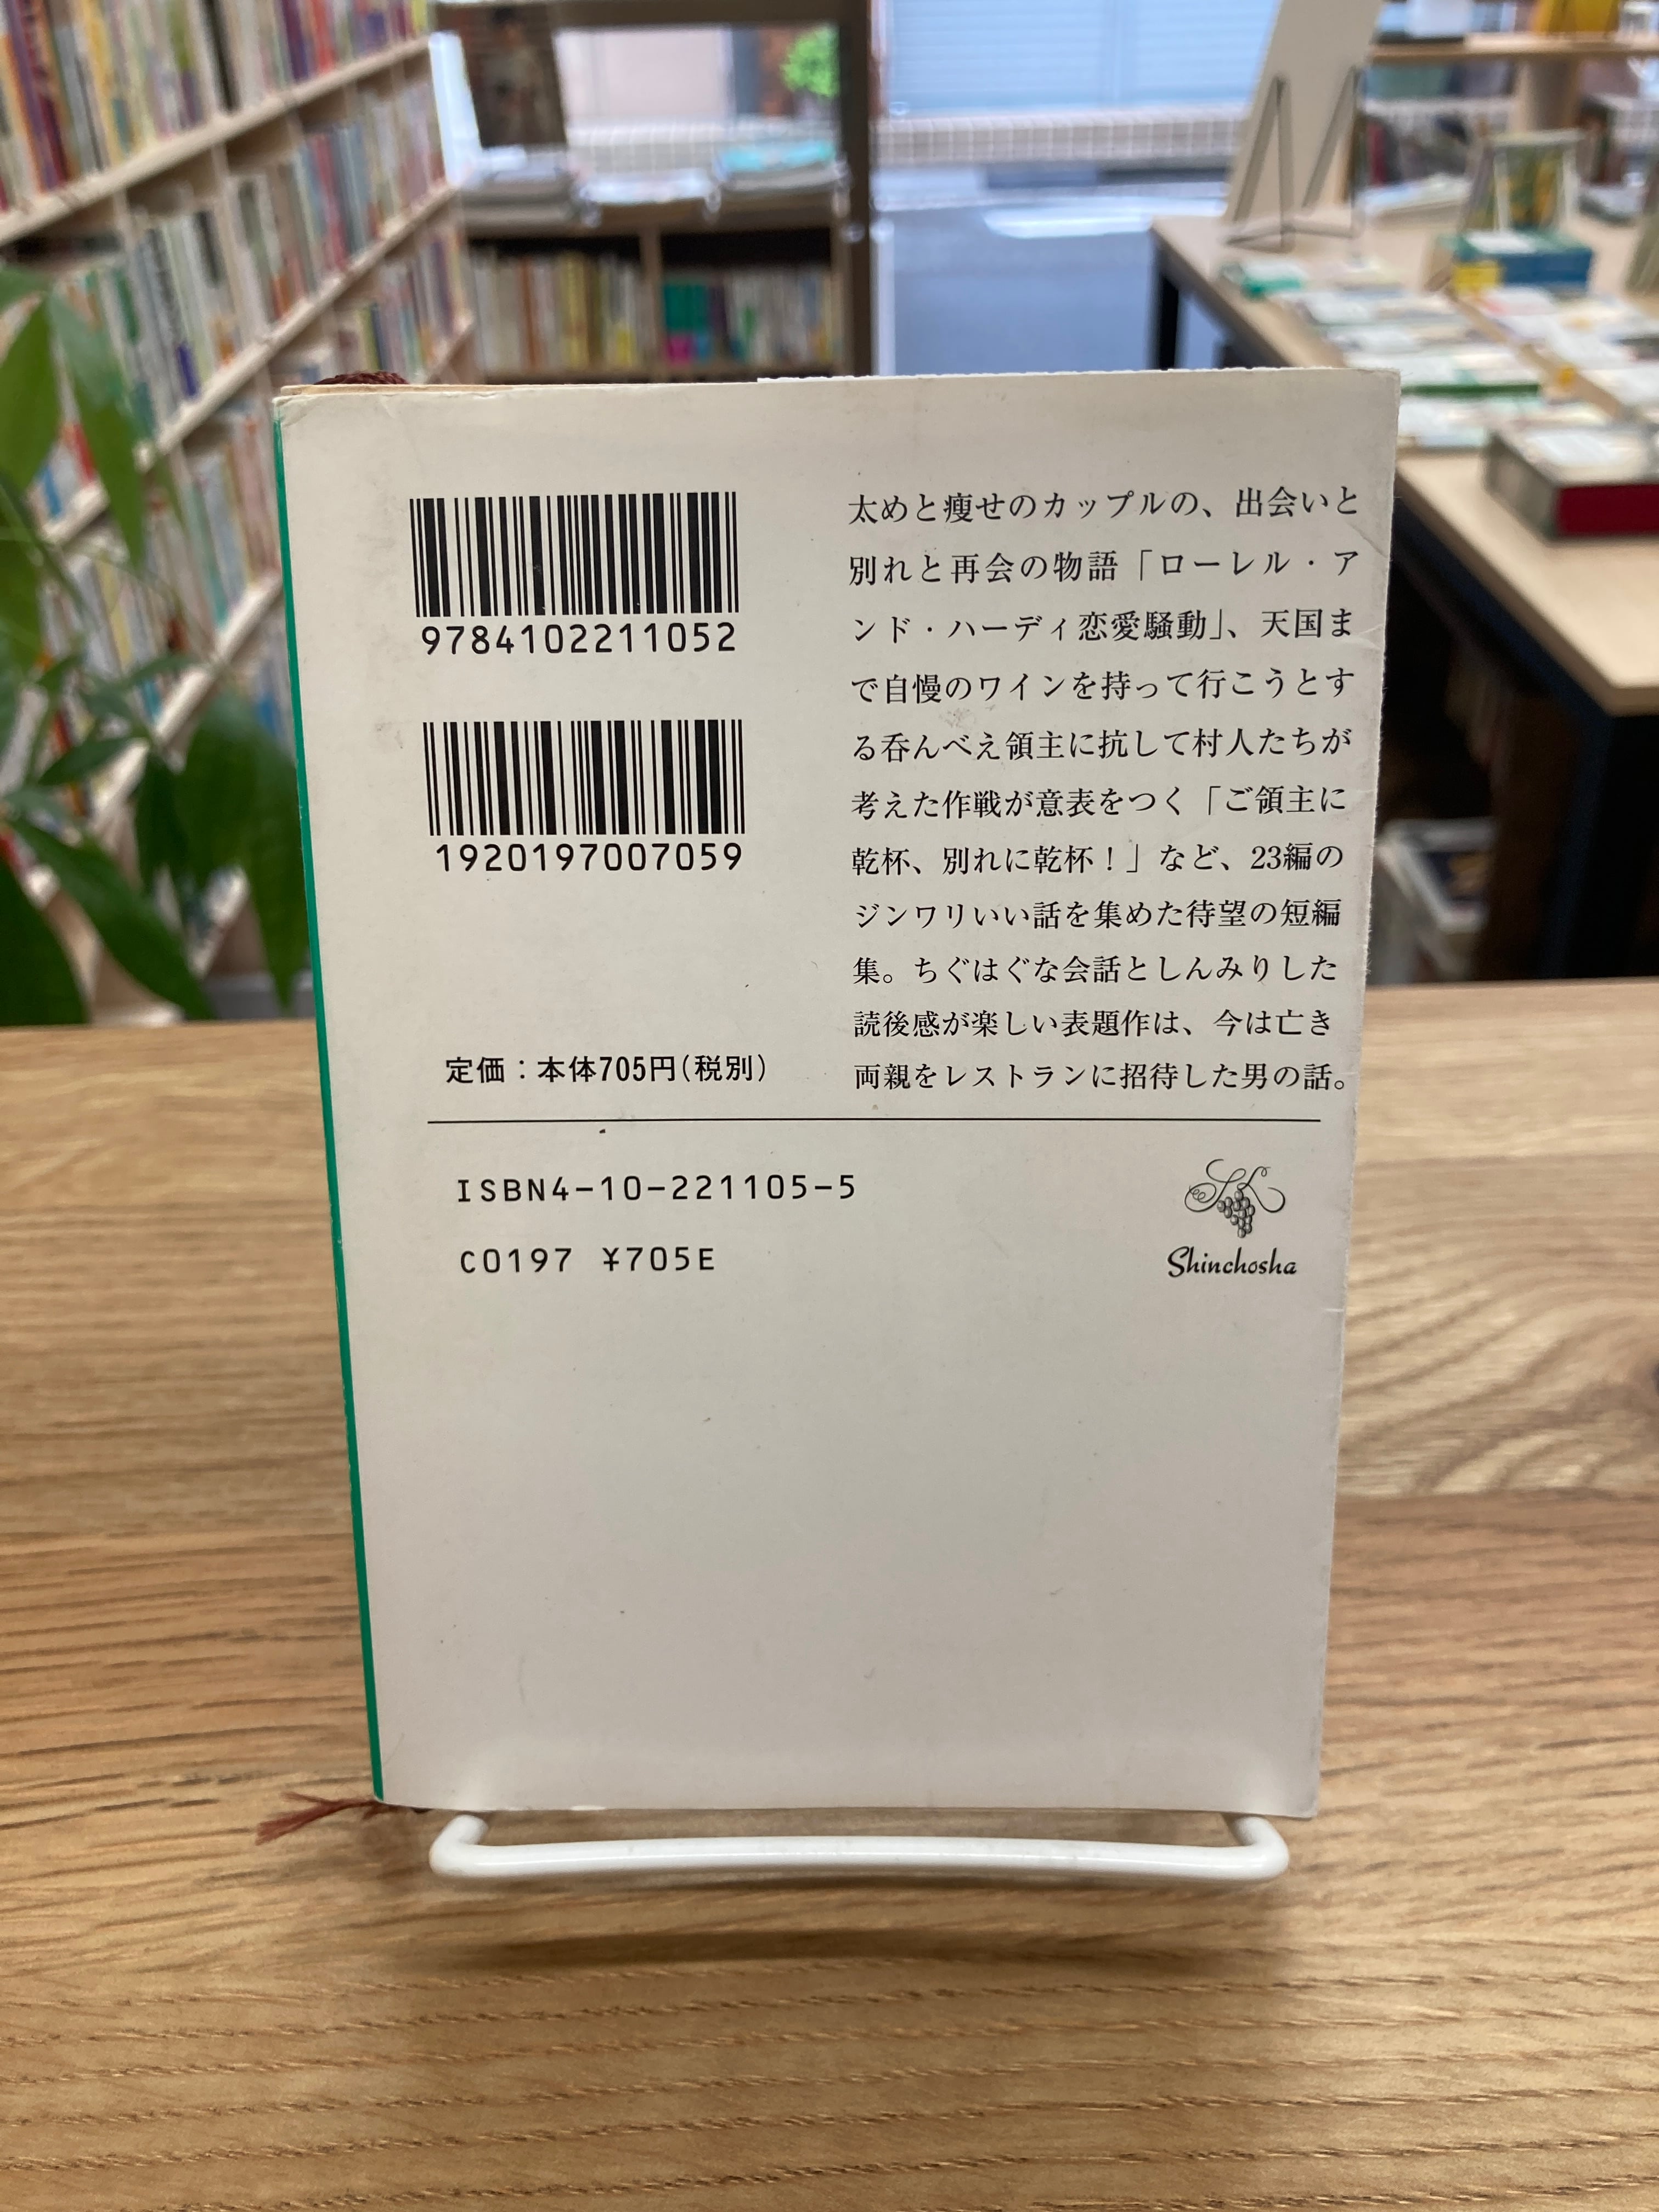 9784102211052
1920197007059
定価：本体705円（税別）
太めと瘦せのカップルの、出会いと
別れと再会の物語「ローレル・ア
ンド・ハーディ恋愛騒動」、天国ま
で自慢のワインを持って行こうとす
る呑んべえ領主に抗して村人たちが
考えた作戦が意表をつく「ご領主に
乾杯、別れに乾杯！」など、23編の
ジンワリいい話を集めた待望の短編
集。ちぐはぐな会話としんみりした
読後感が楽しい表題作は、今は亡き
両親をレストランに招待した男の話。
ISBN4-10-221105-5
C0197 ¥705E
Shinchosha